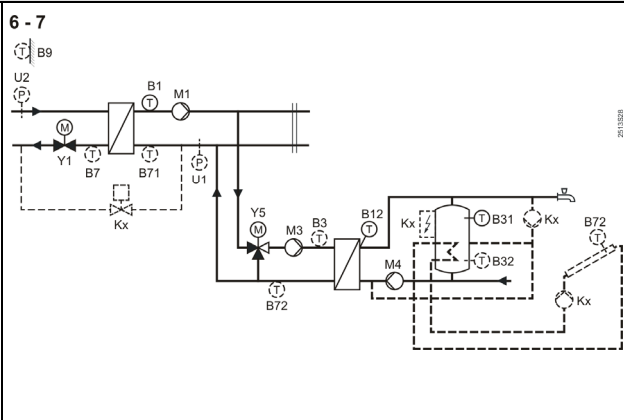 6 - 7
T B9
U2
P
B1
T
M1
M
Y1
T
B7
T
B71
P
U1
Kx
2513S28
Y5
M
M3
B3
T
B12
T
Kx
T B31
Kx
B72
T
T B32
M4
T
B72
Kx